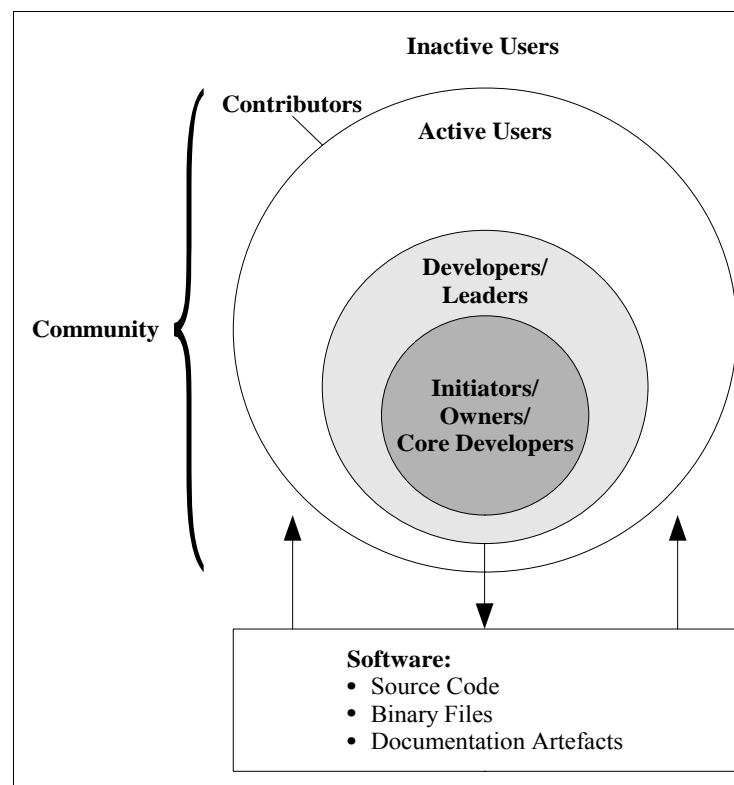 Inactive Users
Contributors
Active Users
Developers/
Leaders
Community
Initiators/
Owners/
Core Developers
Software:
• Source Code
• Binary Files
• Documentation Artefacts